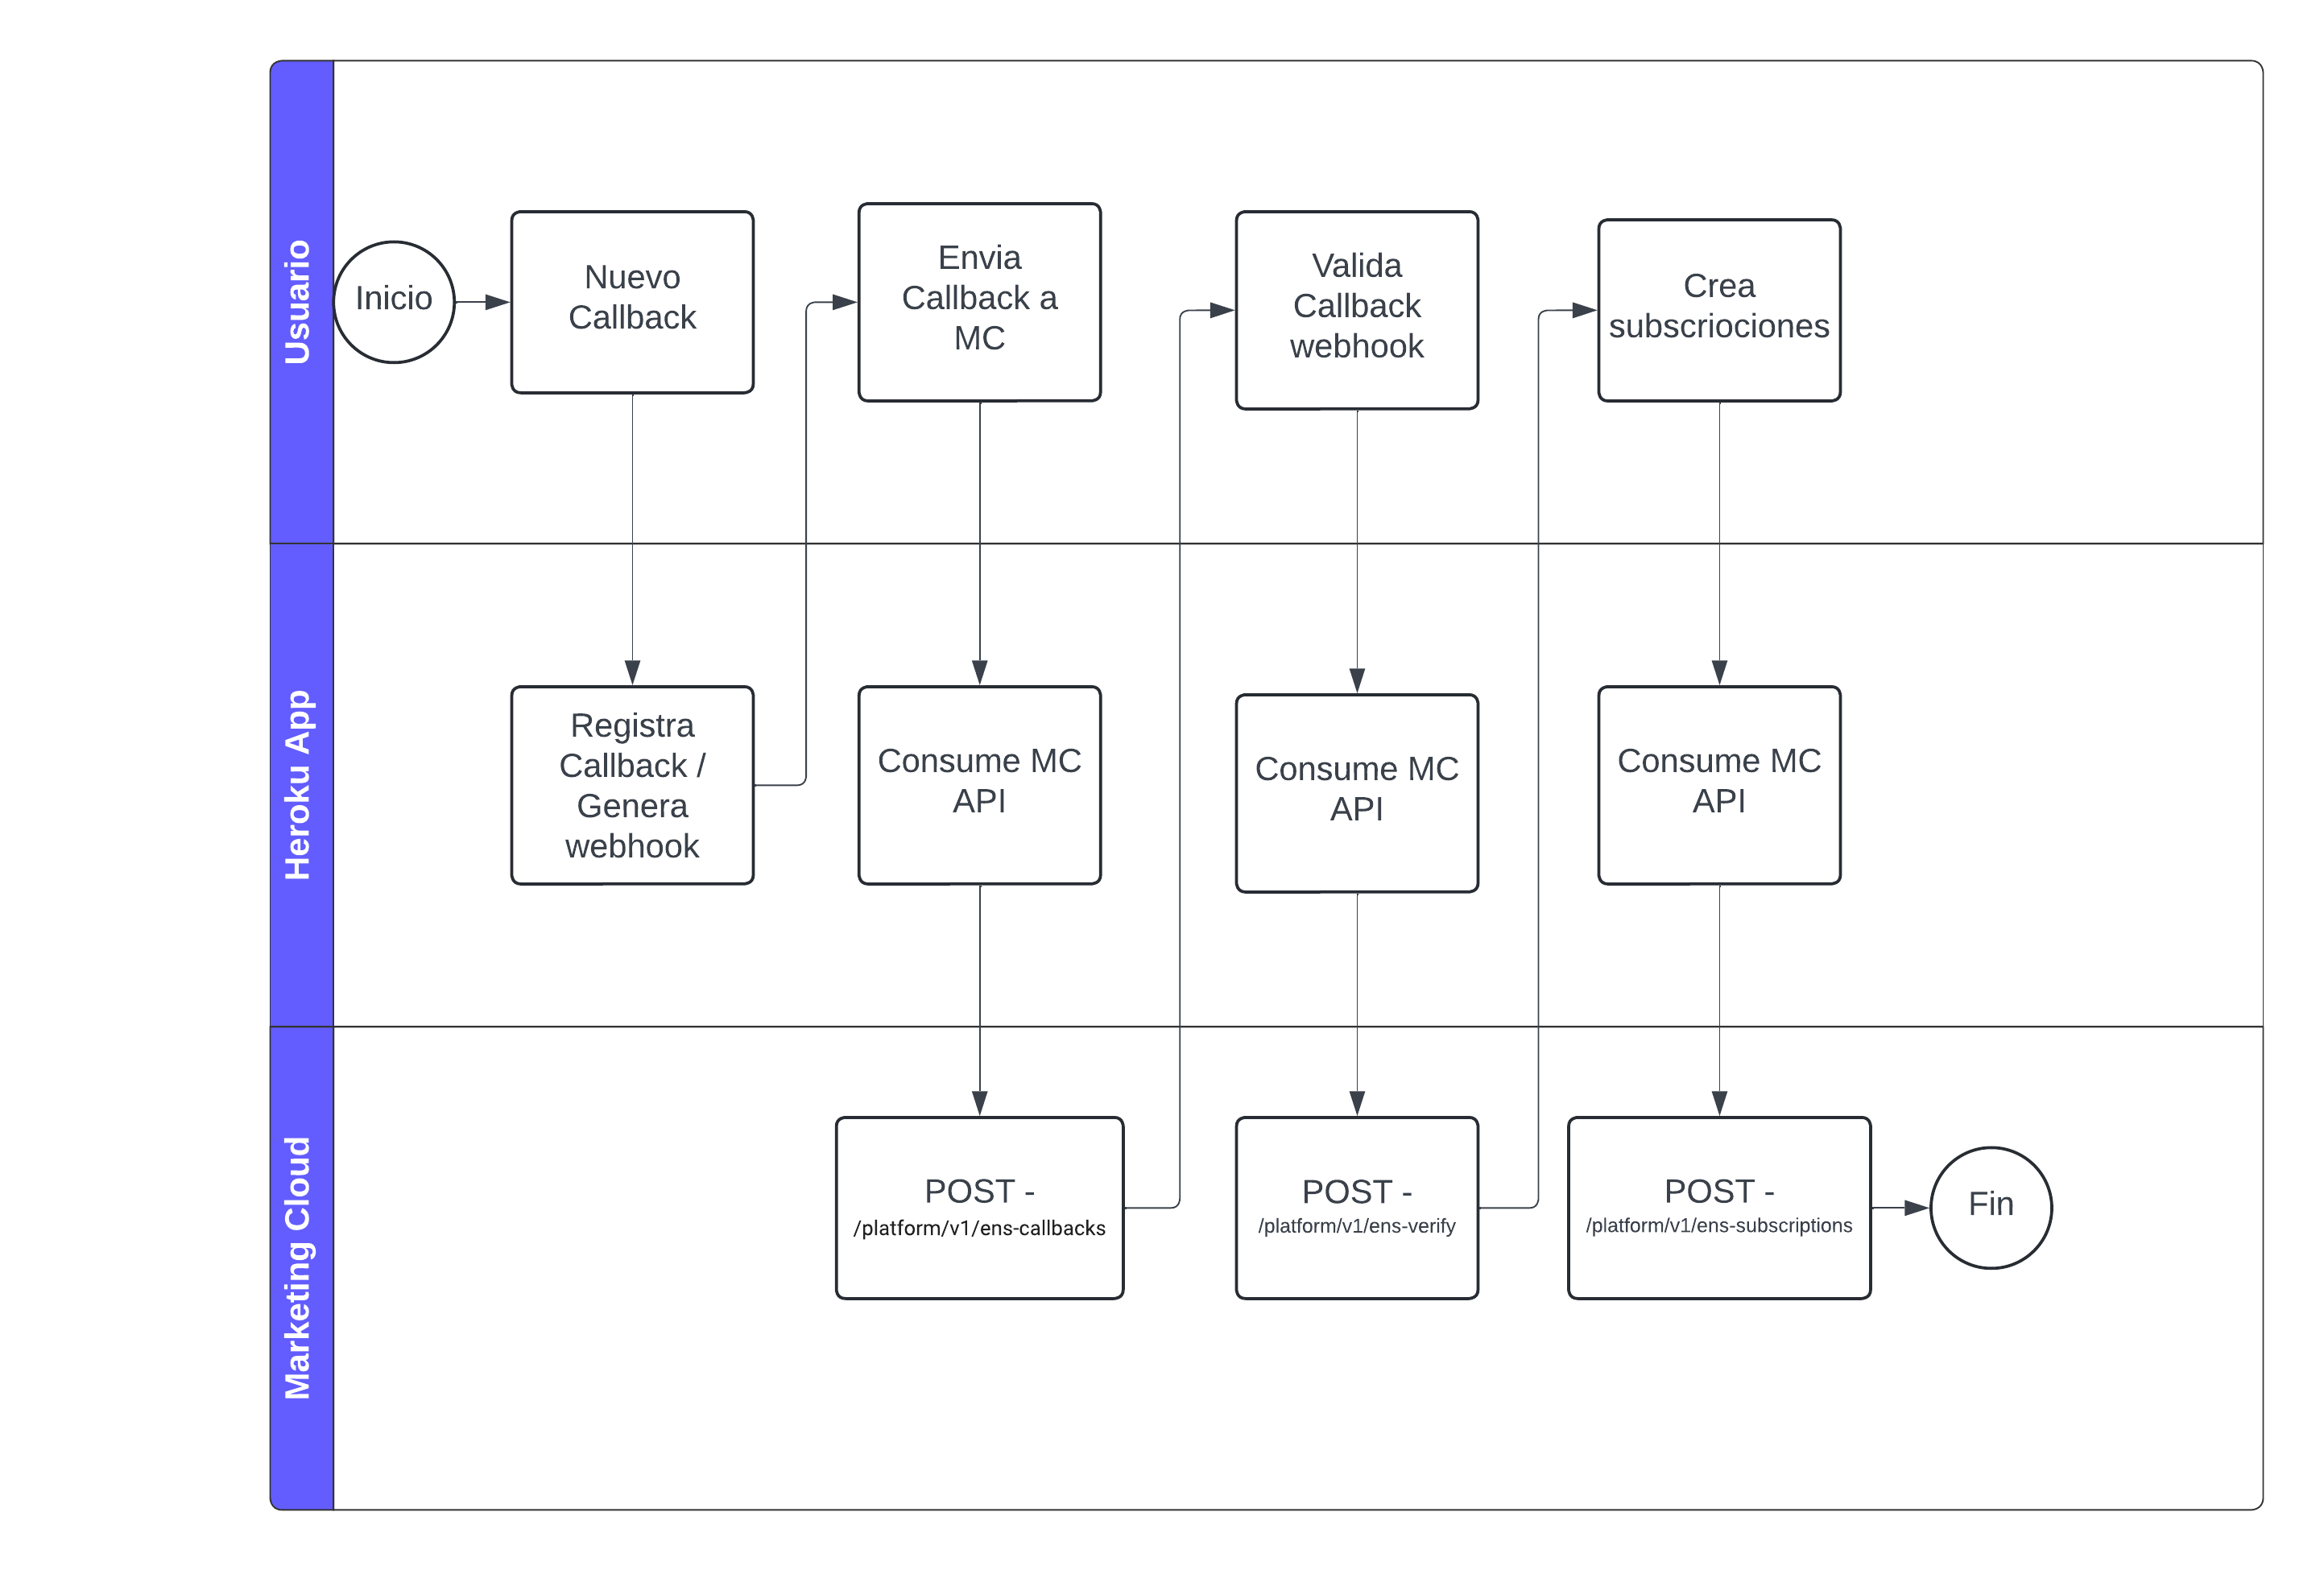 Usuario
Inicio
Nuevo
Callback
Envia
Callback a
MC
Valida
Callback
webhook
Crea
subscriociones
Heroku App
Registra
Callback /
Genera
webhook
Consume MC
API
Consume MC
API
Consume MC
API
Marketing Cloud
POST -
/platform/v1/ens-callbacks
POST -
/platform/v1/ens-verify
POST -
/platform/v1/ens-subscriptions
Fin